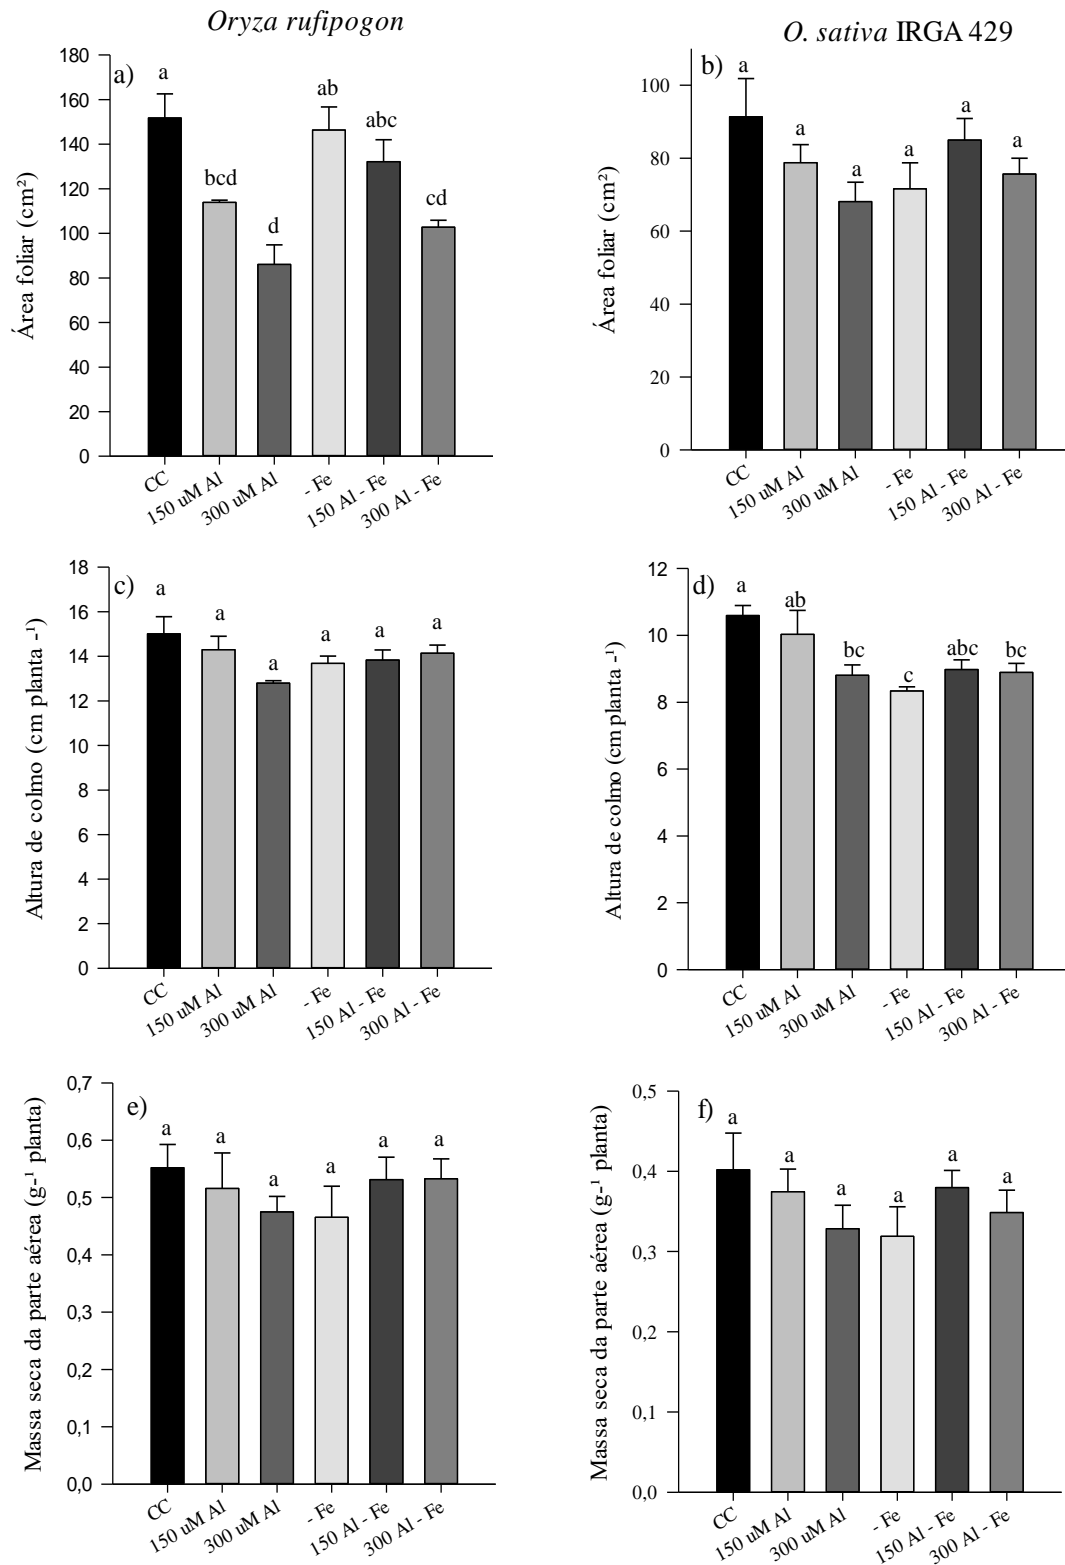 Oryza rufipogon
O. sativa IRGA 429
a)
Área foliar (cm²)
180
160
140
120
100
80
60
40
20
0
a
bcd
d
ab
abc
cd
CC
150 uM Al
300 uM Al
- Fe
150 Al - Fe
300 Al - Fe
b)
Área foliar (cm²)
100
80
60
40
20
0
a
a
a
a
a
a
CC
150 uM Al
300 uM Al
- Fe
150 Al - Fe
300 Al - Fe
c)
Altura de colmo (cm planta -¹)
18
16
14
12
10
8
6
4
2
0
a
a
a
a
a
a
CC
150 uM Al
300 uM Al
- Fe
150 Al - Fe
300 Al - Fe
d)
Altura de colmo (cm planta -¹)
12
10
8
6
4
2
0
a
ab
bc
c
abc
bc
CC
150 uM Al
300 uM Al
- Fe
150 Al - Fe
300 Al - Fe
e)
Massa seca da parte aérea (g-¹ planta)
0,7
0,6
0,5
0,4
0,3
0,2
0,1
0,0
a
a
a
a
a
a
CC
150 uM Al
300 uM Al
- Fe
150 Al - Fe
300 Al - Fe
f)
Massa seca da parte aérea (g-¹ planta)
0,5
0,4
0,3
0,2
0,1
0,0
a
a
a
a
a
a
CC
150 uM Al
300 uM Al
- Fe
150 Al - Fe
300 Al - Fe